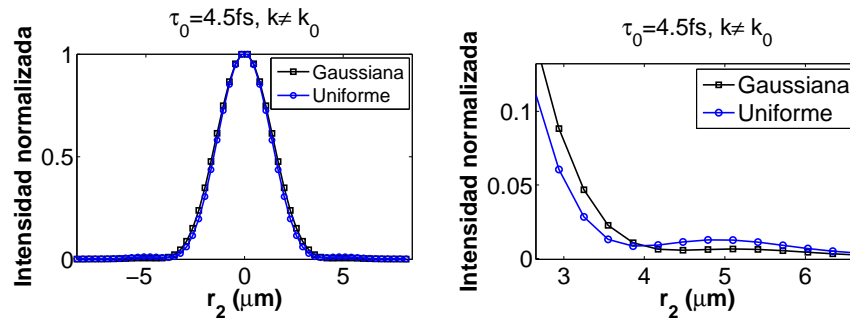 τ0=4.5fs, k≠ k0
Intensidad normalizada
1
0.5
0
Gaussiana
Uniforme
−5 0 5
r2 (μm)
τ0=4.5fs, k≠ k0
Intensidad normalizada
0.1
0.05
0
Gaussiana
Uniforme
3 4 5 6
r2 (μm)